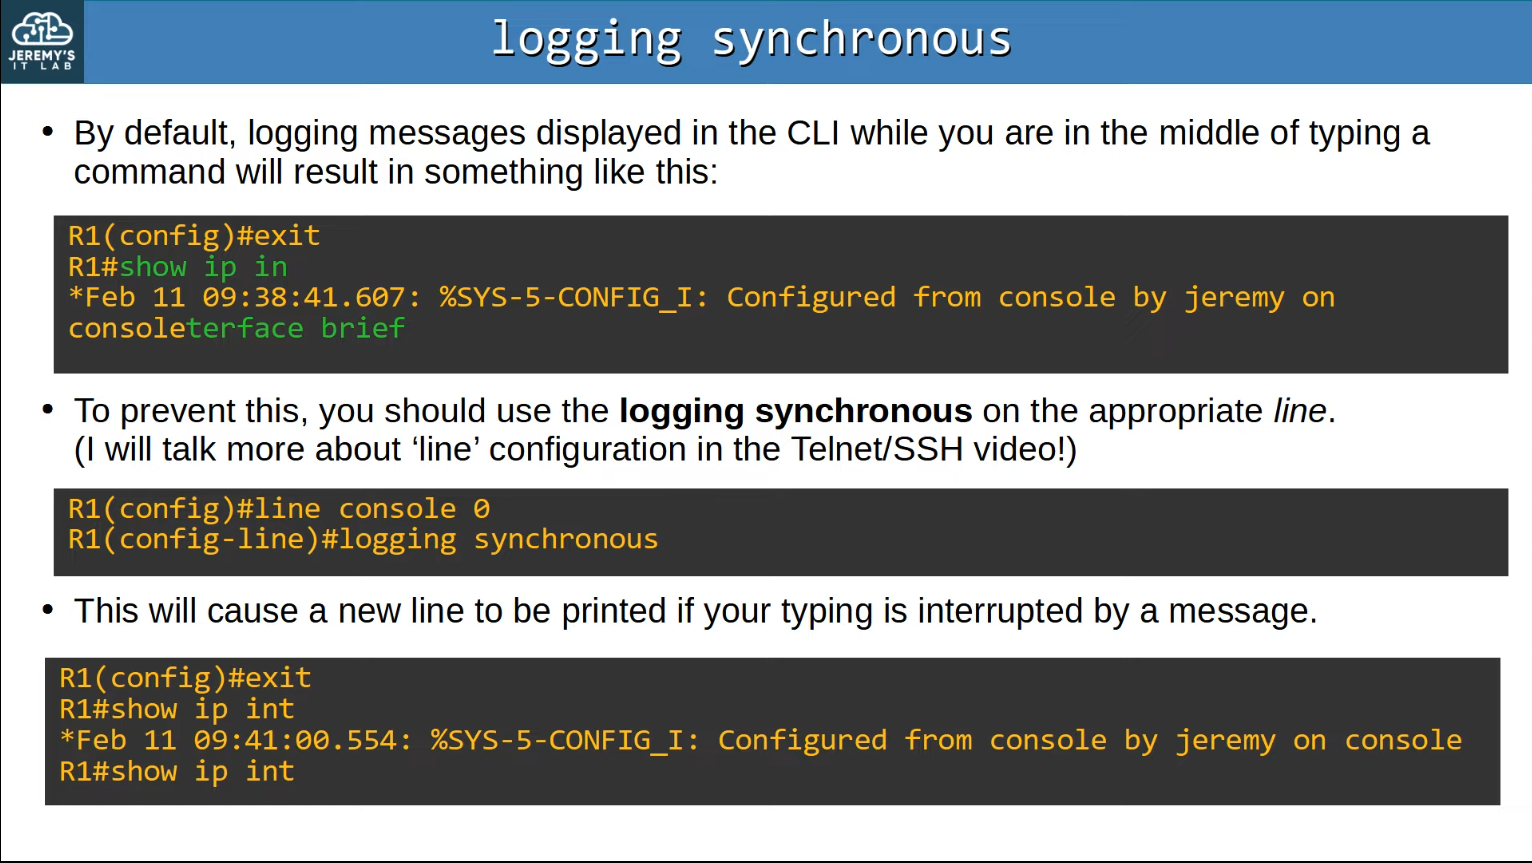 JEREMY'S
IT LAB
logging synchronous
• By default, logging messages displayed in the CLI while you are in the middle of typing a
command will result in something like this:
R1(config)#exit
R1#show ip in
*Feb 11 09:38:41.607: %SYS-5-CONFIG_I: Configured from console by jeremy on
consoleterface brief
• To prevent this, you should use the logging synchronous on the appropriate line.
(I will talk more about ‘line’ configuration in the Telnet/SSH video!)
R1(config)#line console 0
R1(config-line)#logging synchronous
• This will cause a new line to be printed if your typing is interrupted by a message.
R1(config)#exit
R1#show ip int
*Feb 11 09:41:00.554: %SYS-5-CONFIG_I: Configured from console by jeremy on console
R1#show ip int